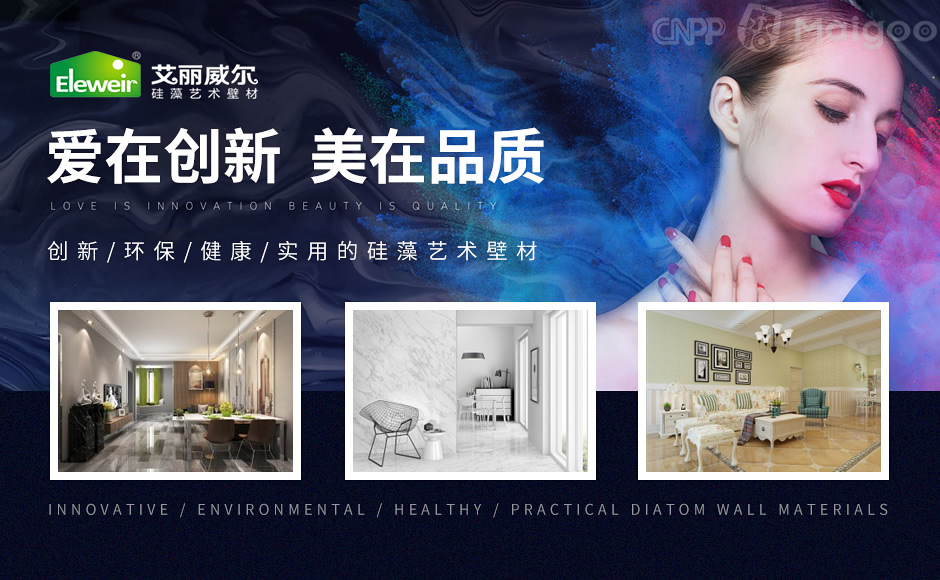 CNPP Maigoo
Eleweir® 艾丽威尔
硅藻艺术壁材
爱在创新 美在品质
LOVE IS INNOVATION BEAUTY IS QUALITY
创新/环保/健康/实用的硅藻艺术壁材
INNOVATIVE / ENVIRONMENTAL / HEALTHY / PRACTICAL DIATOM WALL MATERIALS